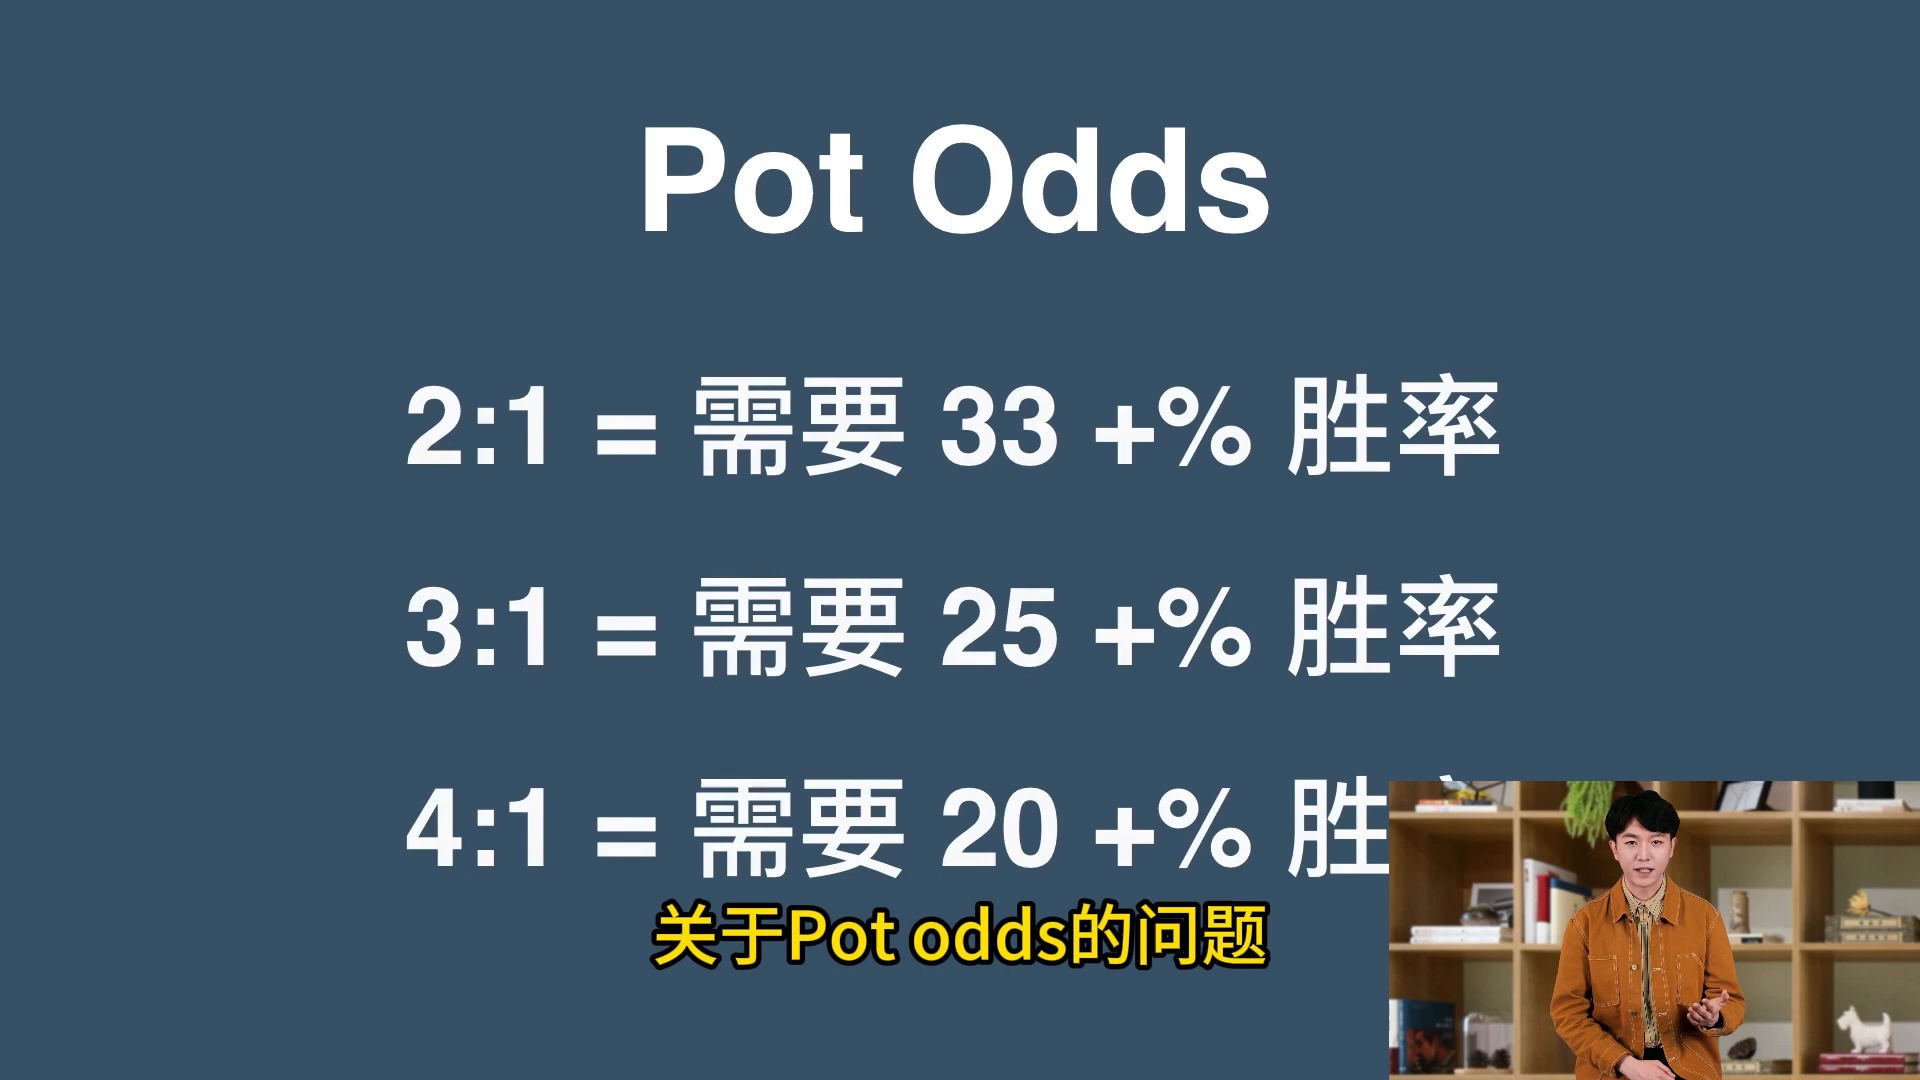 Pot Odds
2:1 = 需要 33 +% 胜率
3:1 = 需要 25 +% 胜率
4:1 = 需要 20 +% 胜
关于Pot odds的问题